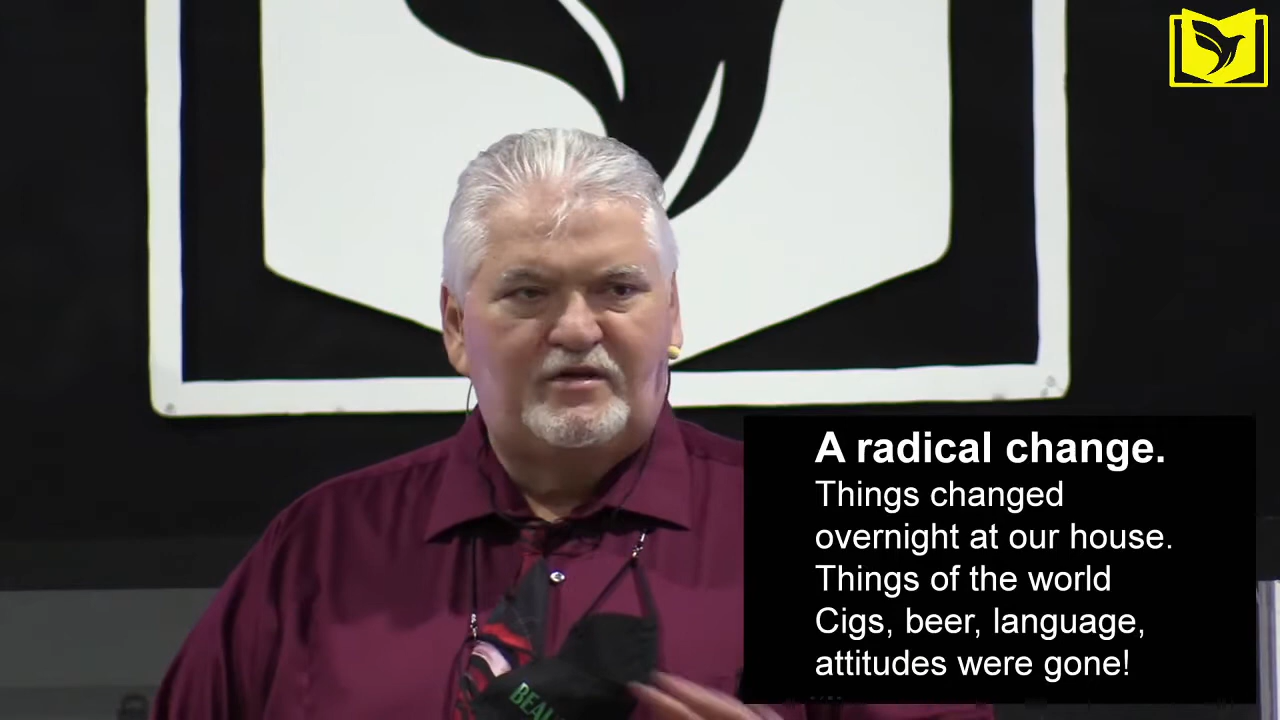 A radical change.
Things changed
overnight at our house.
Things of the world
Cigs, beer, language,
attitudes were gone!